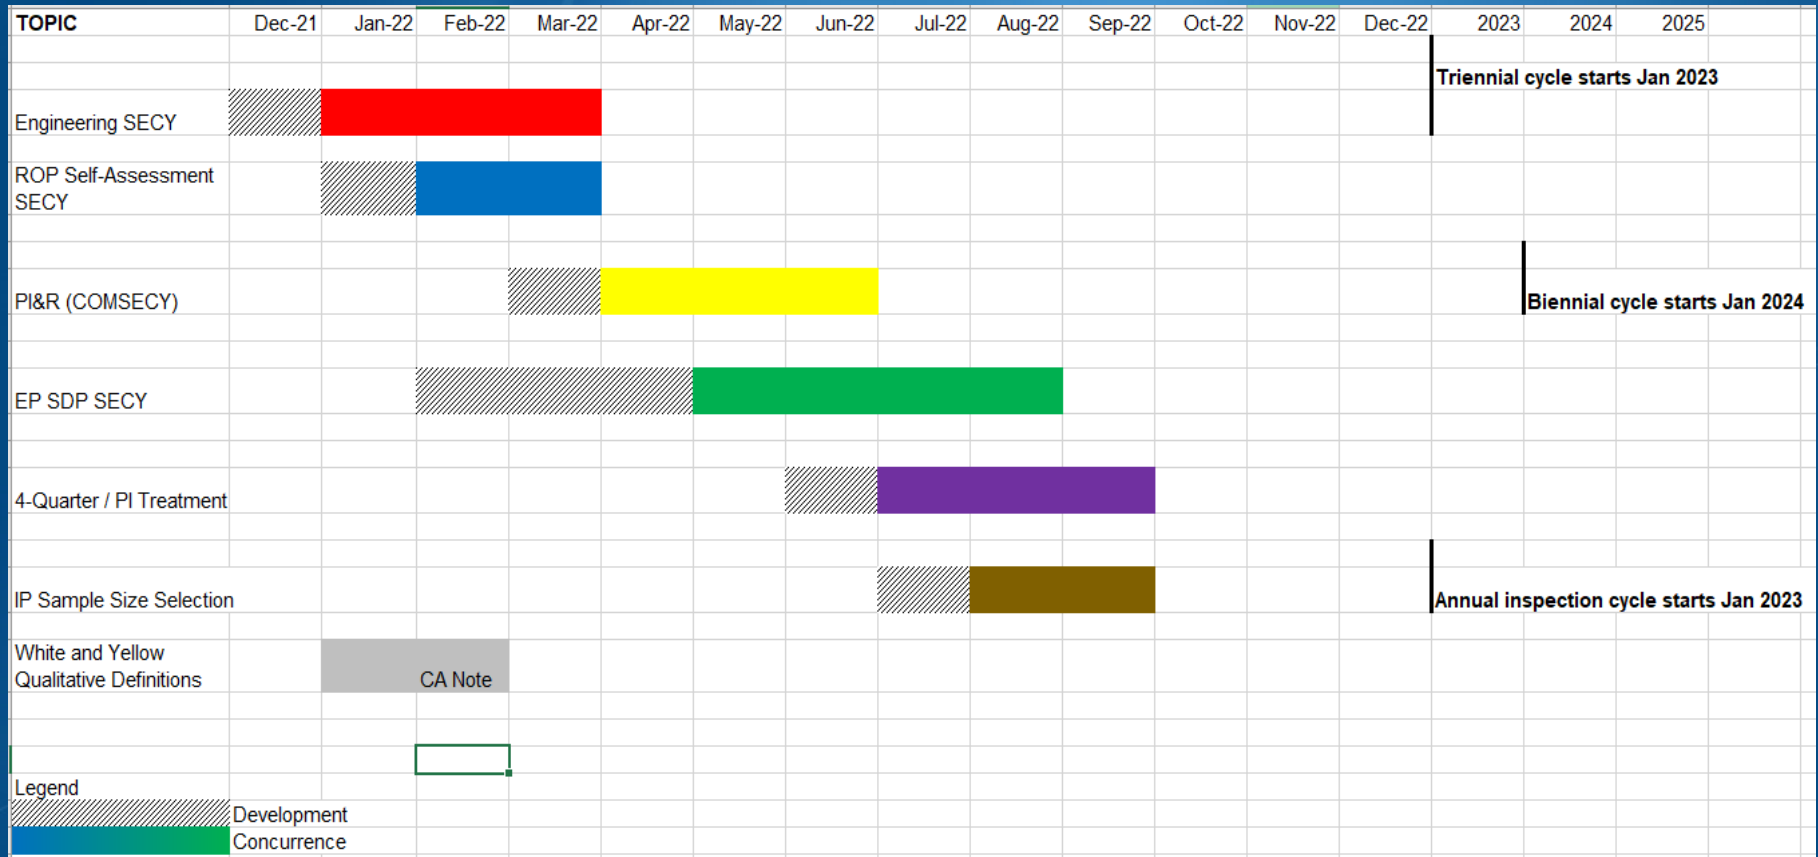 TOPIC Dec-21 Jan-22 Feb-22 Mar-22 Apr-22 May-22 Jun-22 Jul-22 Aug-22 Sep-22 Oct-22 Nov-22 Dec-22 2023 2024 2025
Triennial cycle starts Jan 2023
Engineering SECY
ROP Self-Assessment
SECY
PI&R (COMSECY)
Biennial cycle starts Jan 2024
EP SDP SECY
4-Quarter / PI Treatment
IP Sample Size Selection
Annual inspection cycle starts Jan 2023
White and Yellow
Qualitative Definitions
CA Note
Legend
Development
Concurrence